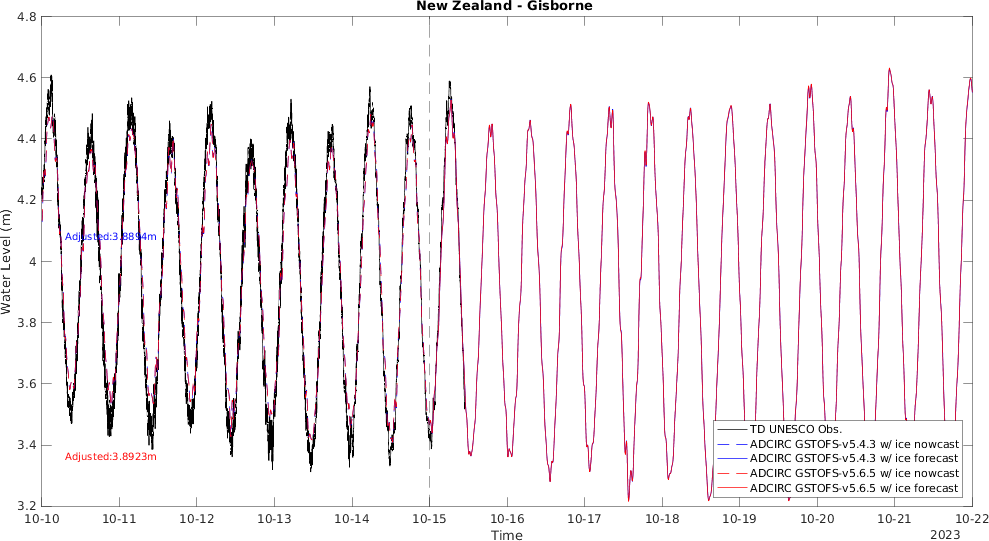 New Zealand - Gisborne
4.8
4.6
4.4
4.2
4
3.8
3.6
3.4
3.2
Water Level (m)
Adjusted:3.8894m
Adjusted:3.8923m
TD UNESCO Obs.
ADCIRC GSTOFS-v5.4.3 w/ ice nowcast
ADCIRC GSTOFS-v5.4.3 w/ ice forecast
ADCIRC GSTOFS-v5.6.5 w/ ice nowcast
ADCIRC GSTOFS-v5.6.5 w/ ice forecast
10-10 10-11 10-12 10-13 10-14 10-15 10-16 10-17 10-18 10-19 10-20 10-21 10-22
Time
2023